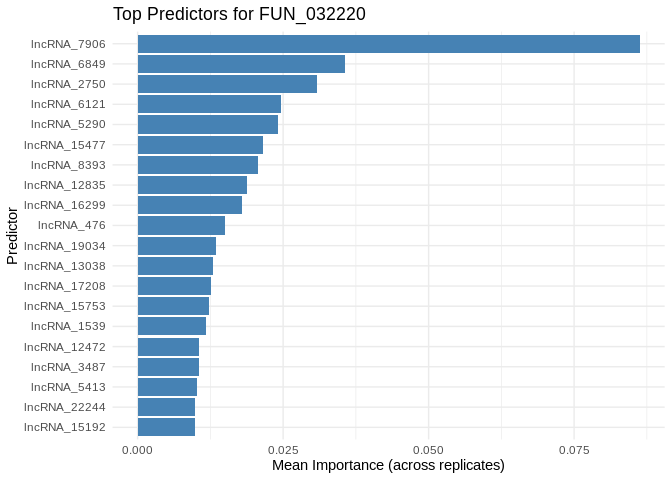 Top Predictors for FUN_032220
Predictor
lncRNA_7906
lncRNA_6849
lncRNA_2750
lncRNA_6121
lncRNA_5290
lncRNA_15477
lncRNA_8393
lncRNA_12835
lncRNA_16299
lncRNA_476
lncRNA_19034
lncRNA_13038
lncRNA_17208
lncRNA_15753
lncRNA_1539
lncRNA_12472
lncRNA_3487
lncRNA_5413
lncRNA_22244
lncRNA_15192
0.000 0.025 0.050 0.075
Mean Importance (across replicates)